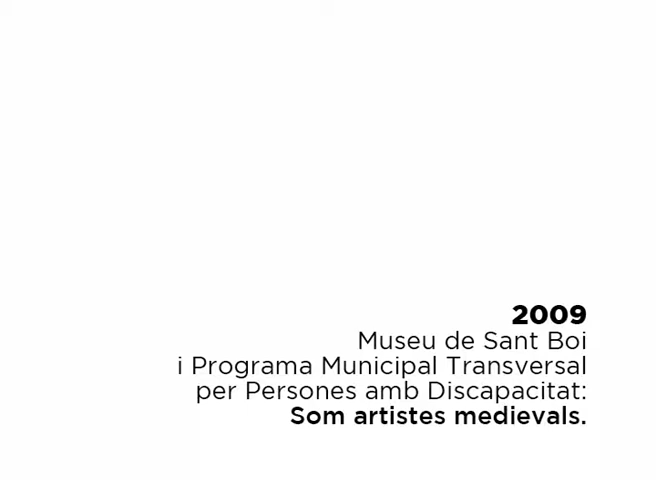 2009
Museu de Sant Boi
i Programa Municipal Transversal
per Persones amb Discapacitat:
Som artistes medievals.